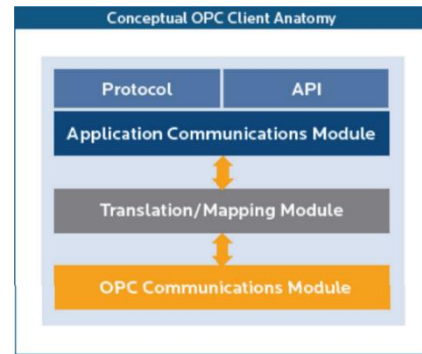 Conceptual OPC Client Anatomy
Protocol API
Application Communications Module
Translation/Mapping Module
OPC Communications Module